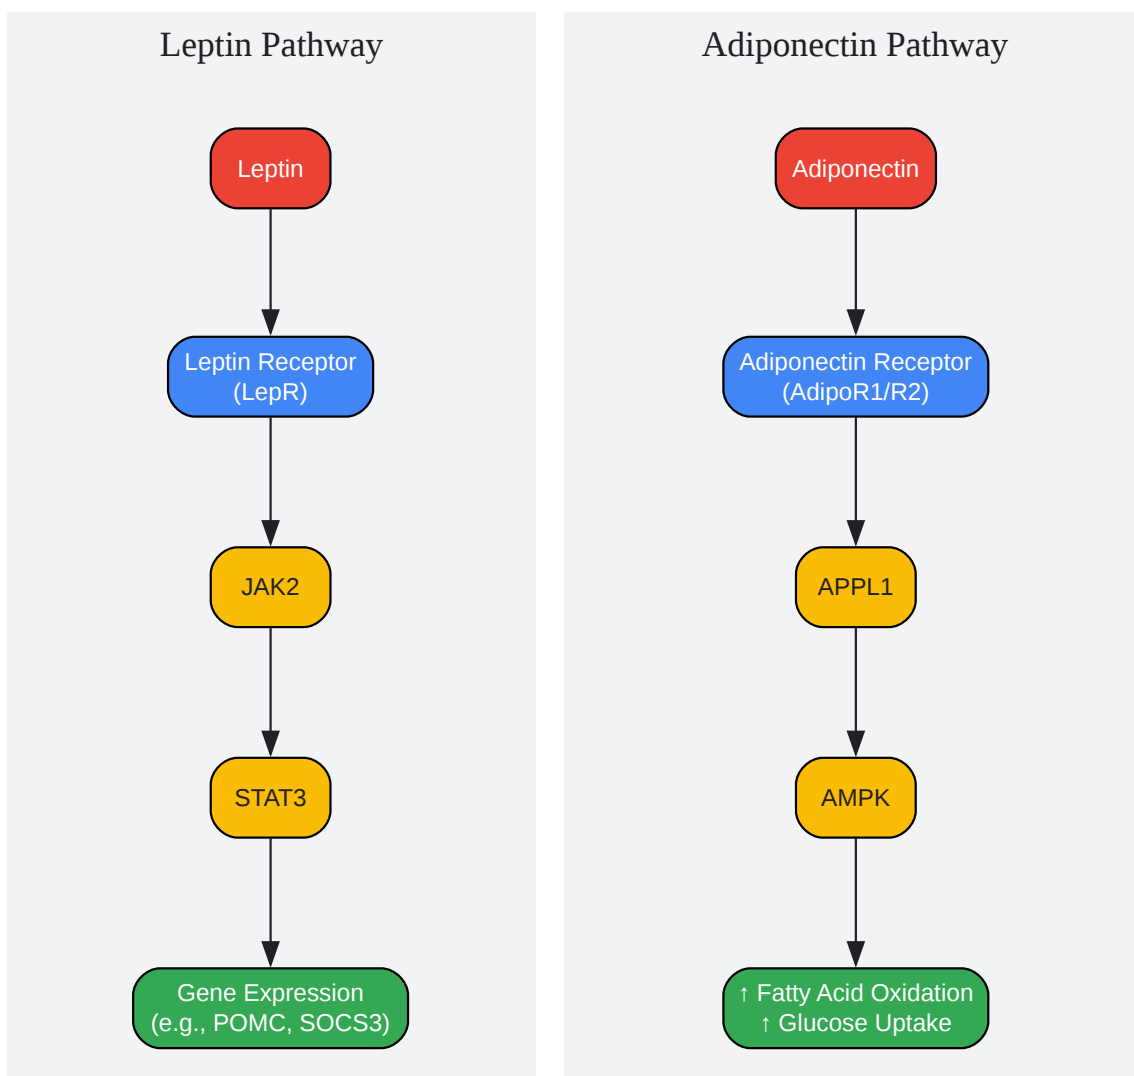 Leptin Pathway
Leptin
Leptin Receptor
(LepR)
JAK2
STAT3
Gene Expression
(e.g., POMC, SOCS3)
Adiponectin Pathway
Adiponectin
Adiponectin Receptor
(AdipoR1/R2)
APPL1
AMPK
↑ Fatty Acid Oxidation
↑ Glucose Uptake